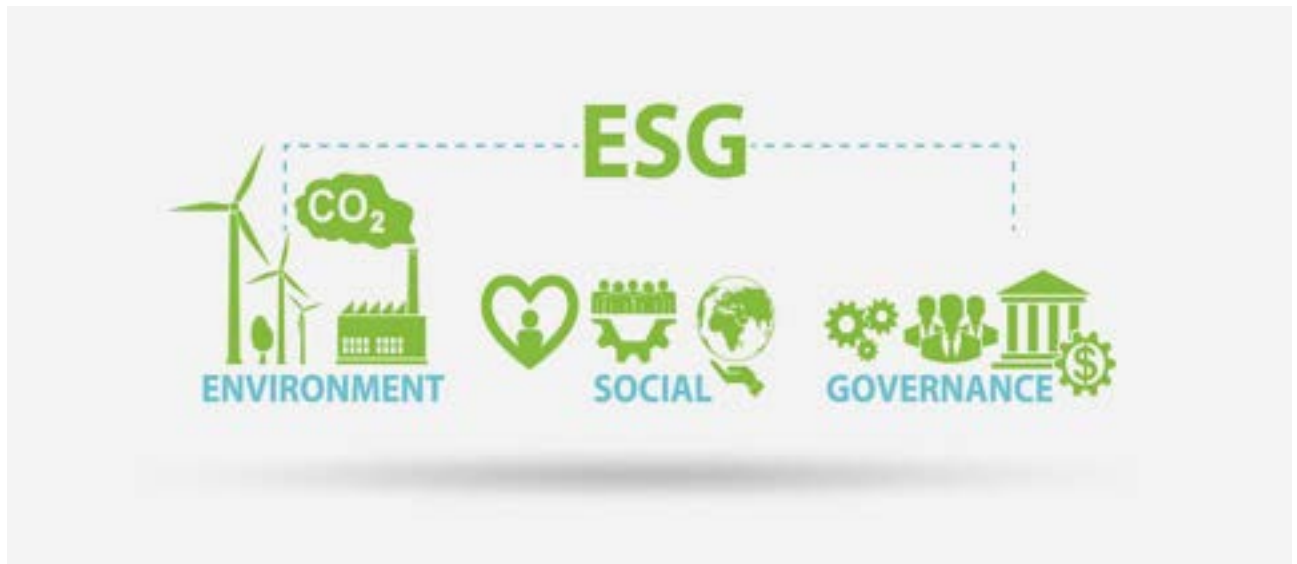 ESG
CO₂
ENVIRONMENT
SOCIAL
GOVERNANCE
$